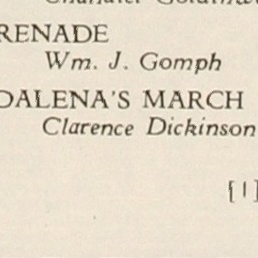 RENADE
Wm. J. Gomph
DALENA'S MARCH
Clarence Dickinson
[1]